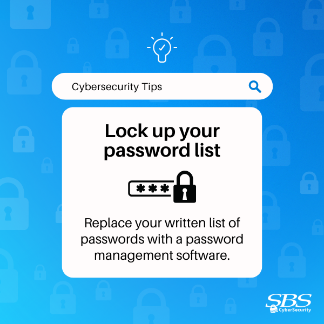 Cybersecurity Tips
Lock up your
password list
***
Replace your written list of
passwords with a password
management software.
SBS
CyberSecurity